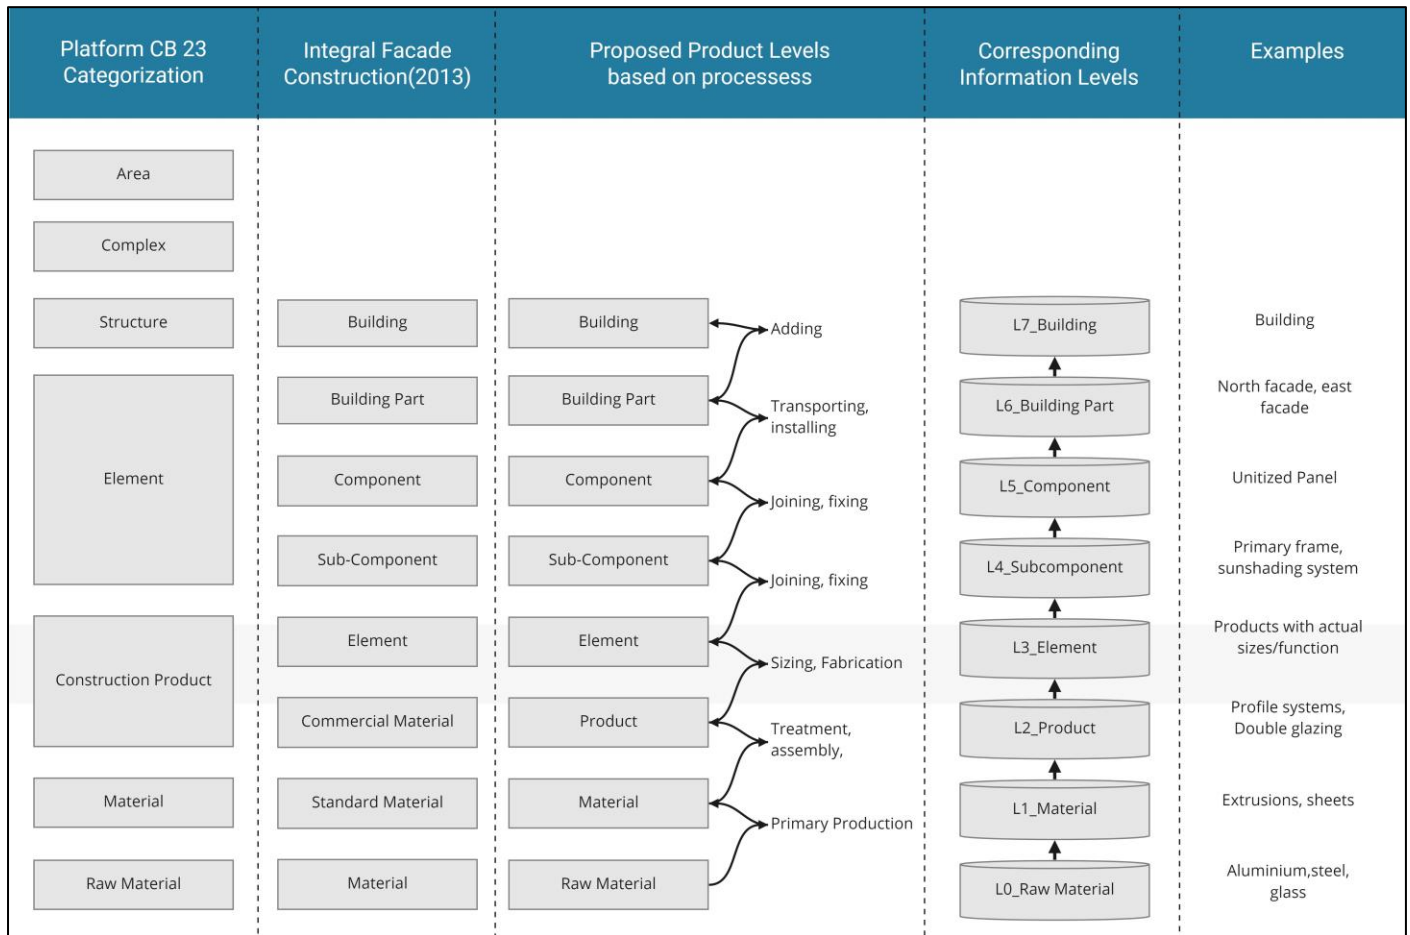 Platform CB 23
Categorization
Integral Facade
Construction(2013)
Proposed Product Levels
based on processess
Corresponding
Information Levels
Examples
Area
Complex
Structure
Building
Building
Adding
L7_Building
Building
Element
Building Part
Building Part
Transporting,
installing
L6_Building Part
North facade, east
facade
Component
Component
Joining, fixing
L5_Component
Unitized Panel
Sub-Component
Sub-Component
Joining, fixing
L4_Subcomponent
Primary frame,
sunshading system
Construction Product
Element
Element
Sizing, Fabrication
L3_Element
Products with actual
sizes/function
Commercial Material
Product
Treatment,
assembly,
L2_Product
Profile systems,
Double glazing
Material
Standard Material
Material
Primary Production
L1_Material
Extrusions, sheets
Raw Material
Material
Raw Material
L0_Raw Material
Aluminium,steel,
glass